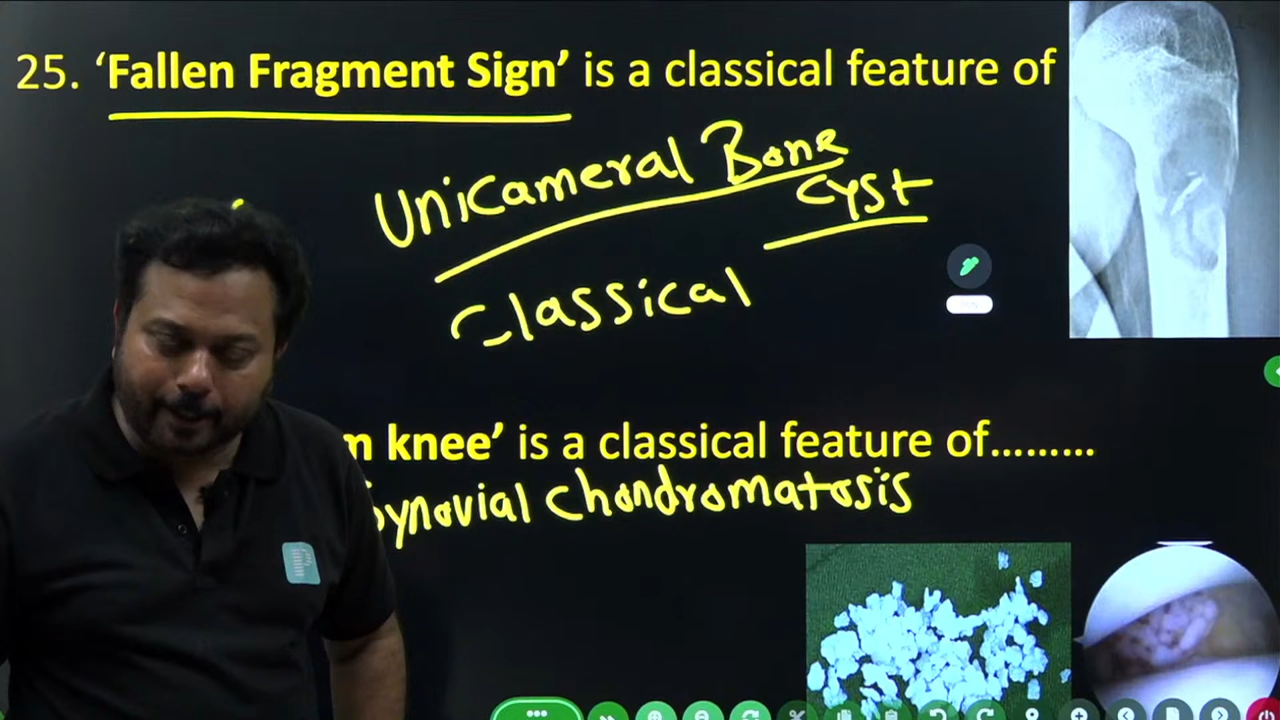 25. ‘Fallen Fragment Sign’ is a classical feature of
Unicameral Bone
Cyst
Classical
m knee’ is a classical feature of.........
Synovial Chondromatosis